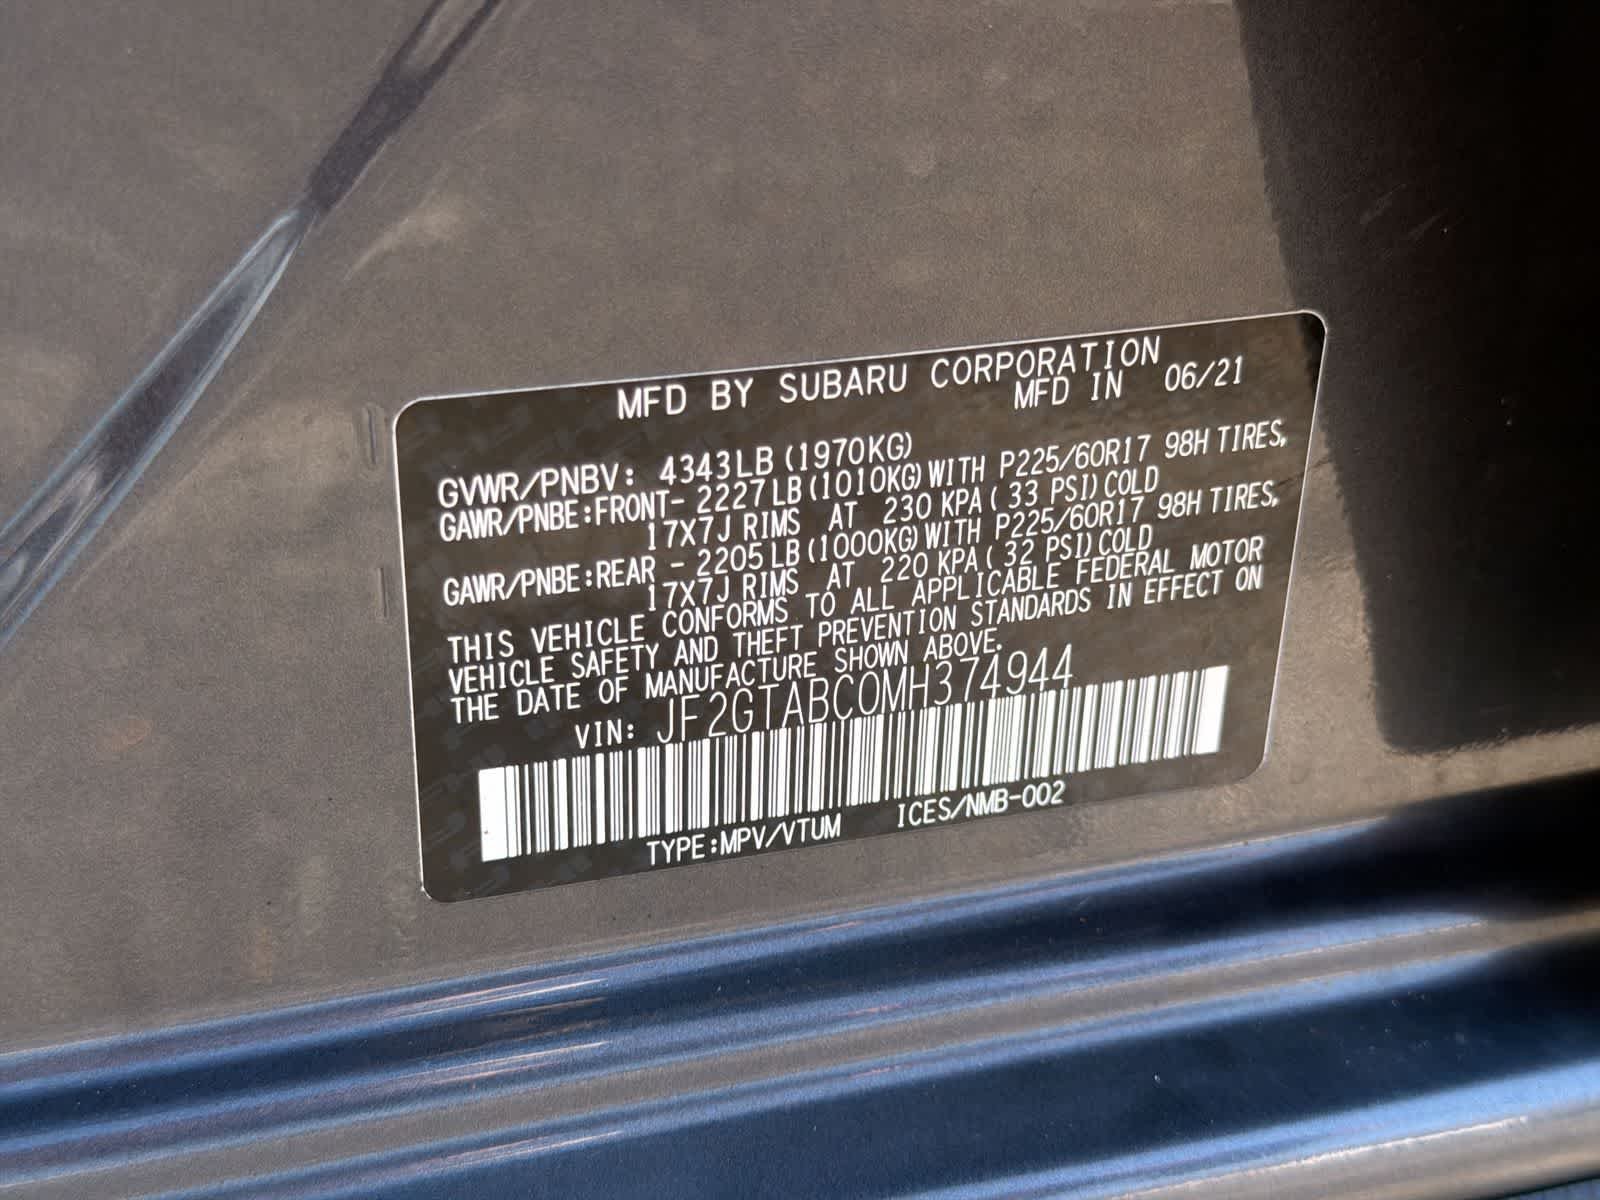 MFD BY SUBARU CORPORATION
MFD IN 06/21
GVWR/PNBV: 4343LB(1970KG)
GAWR/PNBE:FRONT- 2227LB(1010KG)WITH P225/60R17 98H TIRES,
17X7J RIMS AT 230 KPA( 33 PSI)COLD
GAWR/PNBE:REAR - 2205LB(1000KG)WITH P225/60R17 98H TIRES,
17X7J RIMS AT 220 KPA( 32 PSI)COLD
THIS VEHICLE CONFORMS TO ALL APPLICABLE FEDERAL MOTOR
VEHICLE SAFETY AND THEFT PREVENTION STANDARDS IN EFFECT ON
THE DATE OF MANUFACTURE SHOWN ABOVE.
VIN: JF2GTABC0MH374944
TYPE:MPV/VTUM ICES/NMB-002